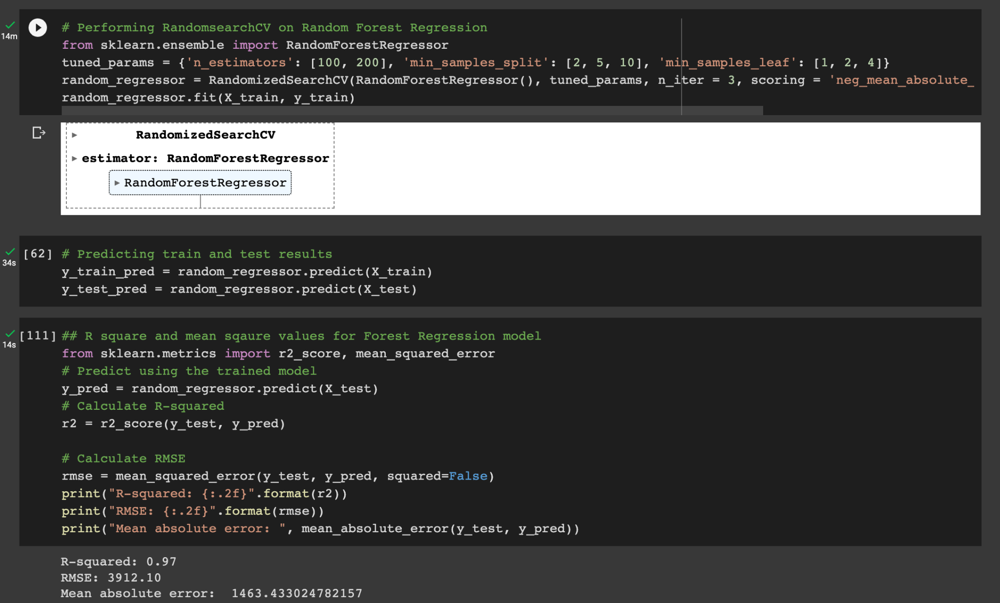 14m
# Performing RandomsearchCV on Random Forest Regression
from sklearn.ensemble import RandomForestRegressor
tuned_params = {'n_estimators': [100, 200], 'min_samples_split': [2, 5, 10], 'min_samples_leaf': [1, 2, 4]}
random_regressor = RandomizedSearchCV(RandomForestRegressor(), tuned_params, n_iter = 3, scoring = 'neg_mean_absolute_
random_regressor.fit(X_train, y_train)
RandomizedSearchCV
estimator: RandomForestRegressor
RandomForestRegressor
34s
[62] # Predicting train and test results
y_train_pred = random_regressor.predict(X_train)
y_test_pred = random_regressor.predict(X_test)
14s
[111] ## R square and mean sqaure values for Forest Regression model
from sklearn.metrics import r2_score, mean_squared_error
# Predict using the trained model
y_pred = random_regressor.predict(X_test)
# Calculate R-squared
r2 = r2_score(y_test, y_pred)
# Calculate RMSE
rmse = mean_squared_error(y_test, y_pred, squared=False)
print("R-squared: {:.2f}".format(r2))
print("RMSE: {:.2f}".format(rmse))
print("Mean absolute error: ", mean_absolute_error(y_test, y_pred))
R-squared: 0.97
RMSE: 3912.10
Mean absolute error:  1463.433024782157